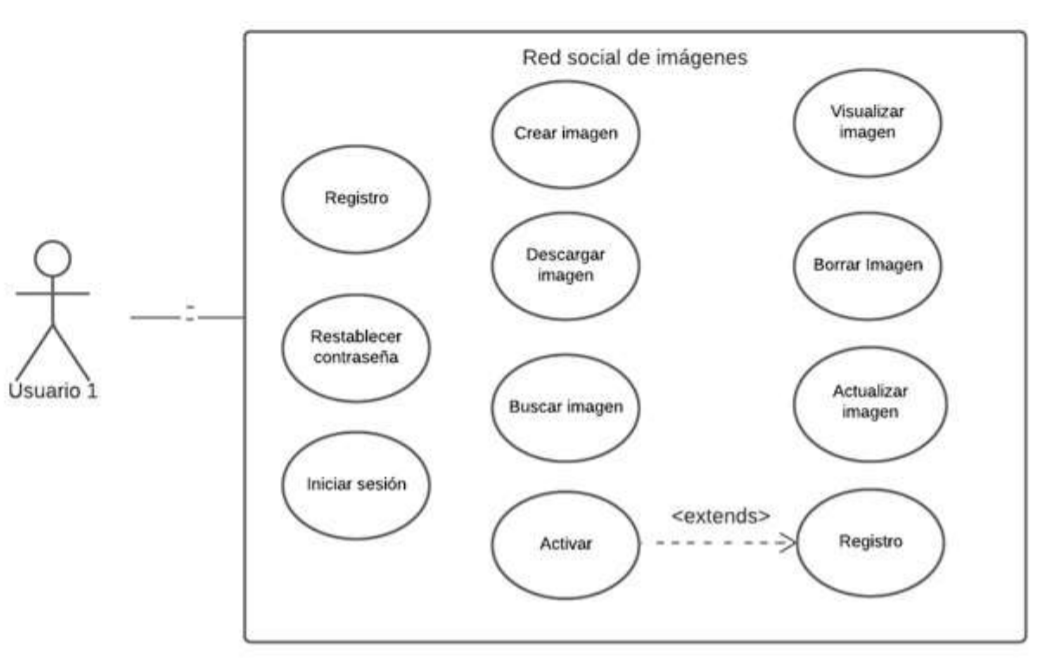 Red social de imágenes
Registro
Restablecer
contraseña
Iniciar sesión
Crear imagen
Descargar
imagen
Buscar imagen
Activar
<extends>
Visualizar
imagen
Borrar Imagen
Actualizar
imagen
Registro
Usuario 1